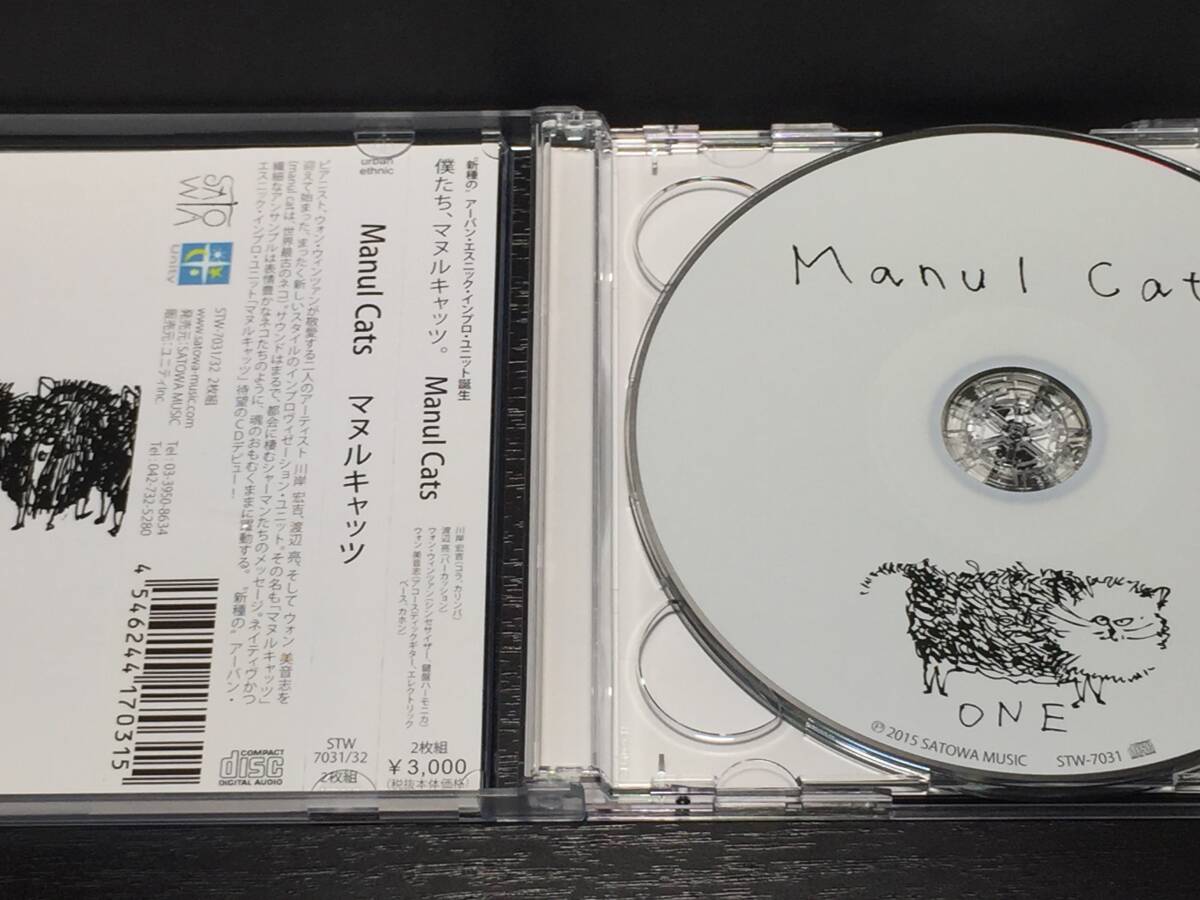 "新種の" アーバン・エスニック・インプロ・ユニット誕生
僕たち、マヌルキャッツ。 Manul Cats
川岸 宏吉(コラ、カリンバ)
渡辺 亮(パーカッション)
ウォン・ウィンツァン(シンセサイザー、鍵盤ハーモニカ)
ウォン 美音志(アコースティックギター、エレクトリック
ベース、カホン)
2枚組
¥3,000
(税抜本体価格)
urban
ethnic
Manul Cats マヌルキャッツ
STW
7031/32
2枚組
ピアニスト、ウォン・ウィンツァンが敬愛する二人のアーティスト 川岸 宏吉、渡辺 亮、そして ウォン 美音志を
迎えて始まった、まったく新しいスタイルのインプロヴィゼーション・ユニット。その名も「マヌルキャッツ」
(manul catは、世界最古のネコ)。サウンドはまるで、都会に棲むシャーマンたちのメッセージ。ネイティヴかつ
繊細なアンサンブルは表情豊かなネコたちのように、魂のおもむくままに躍動する。"新種の" アーバン・
エスニック・インプロ・ユニット「マヌルキャッツ」待望のCDデビュー！
COMPACT
disc
DIGITAL AUDIO
SATOWA
Unity
STW-7031/32 2枚組
www.satowa-music.com
発売元:SATOWA MUSIC Tel : 03-3950-8634
販売元:ユニティInc. Tel : 042-732-5280
4 546244 170315
Manul Cat
ONE
℗ 2015 SATOWA MUSIC STW-7031